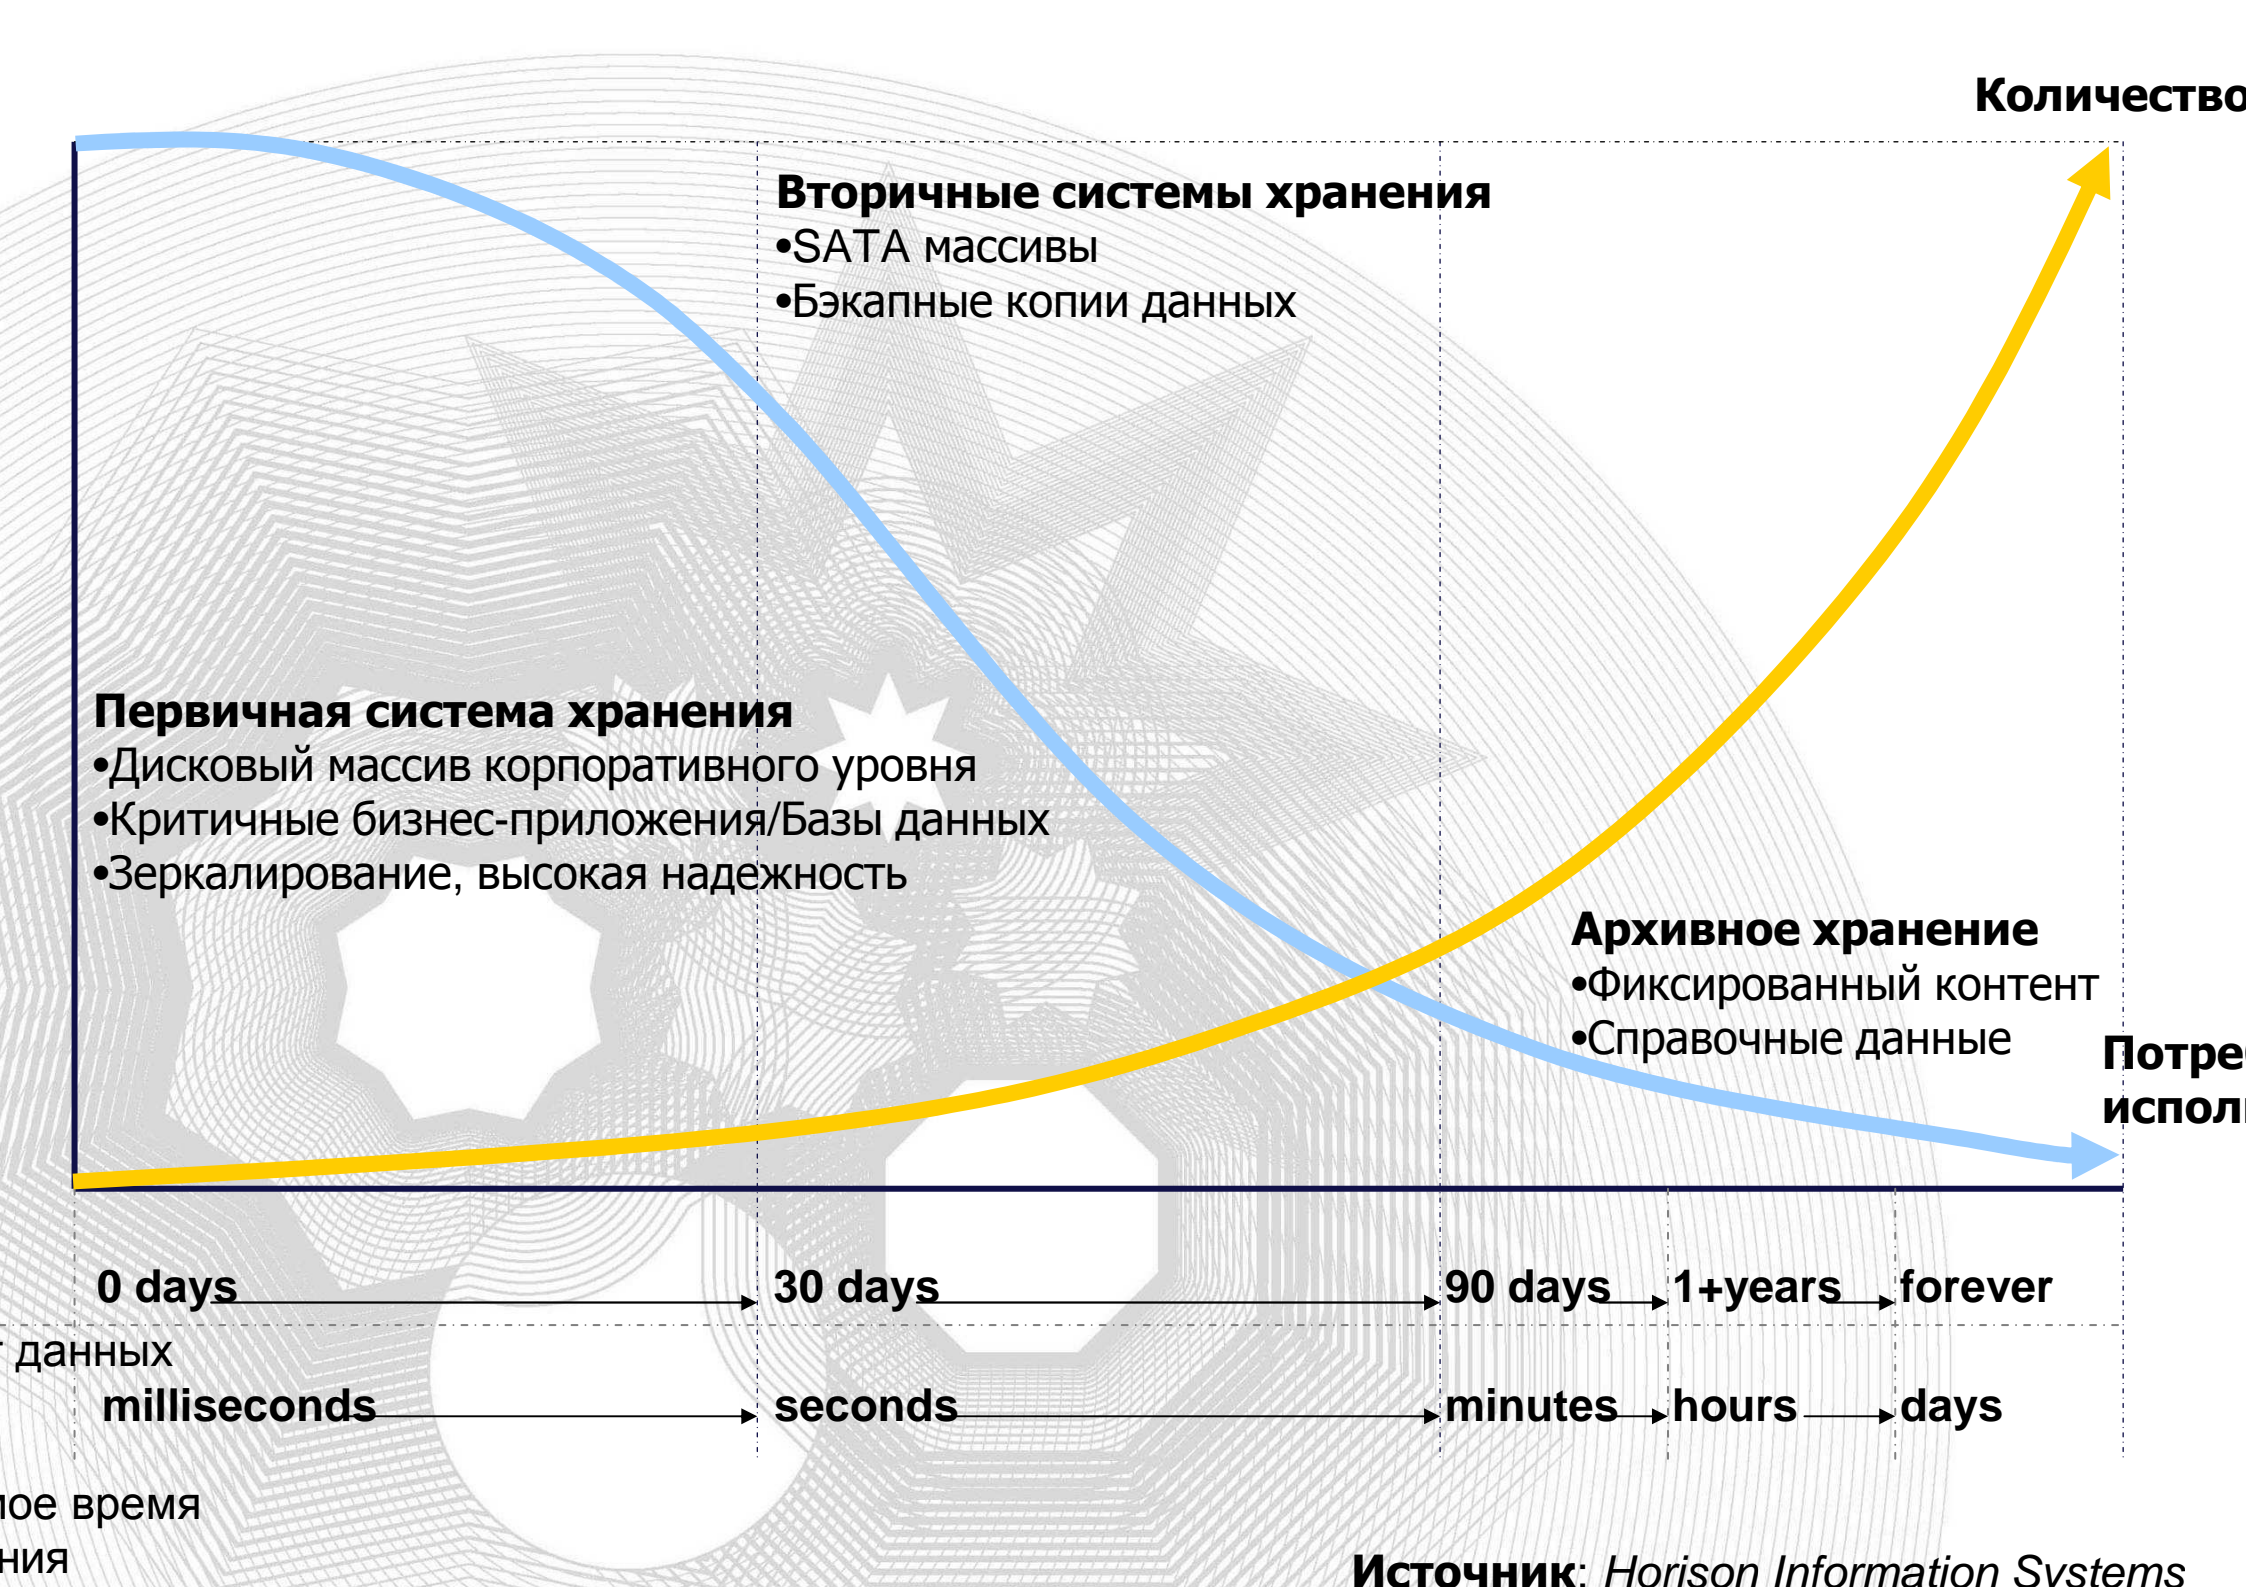 Количество
Вторичные системы хранения
•SATA массивы
•Бэкапные копии данных
Первичная система хранения
•Дисковый массив корпоративного уровня
•Критичные бизнес-приложения/Базы данных
•Зеркалирование, высокая надежность
Архивное хранение
•Фиксированный контент
•Справочные данные
0 days 30 days 90 days 1+years forever
данных
milliseconds seconds minutes hours days
время
Источник: Horison Information Systems